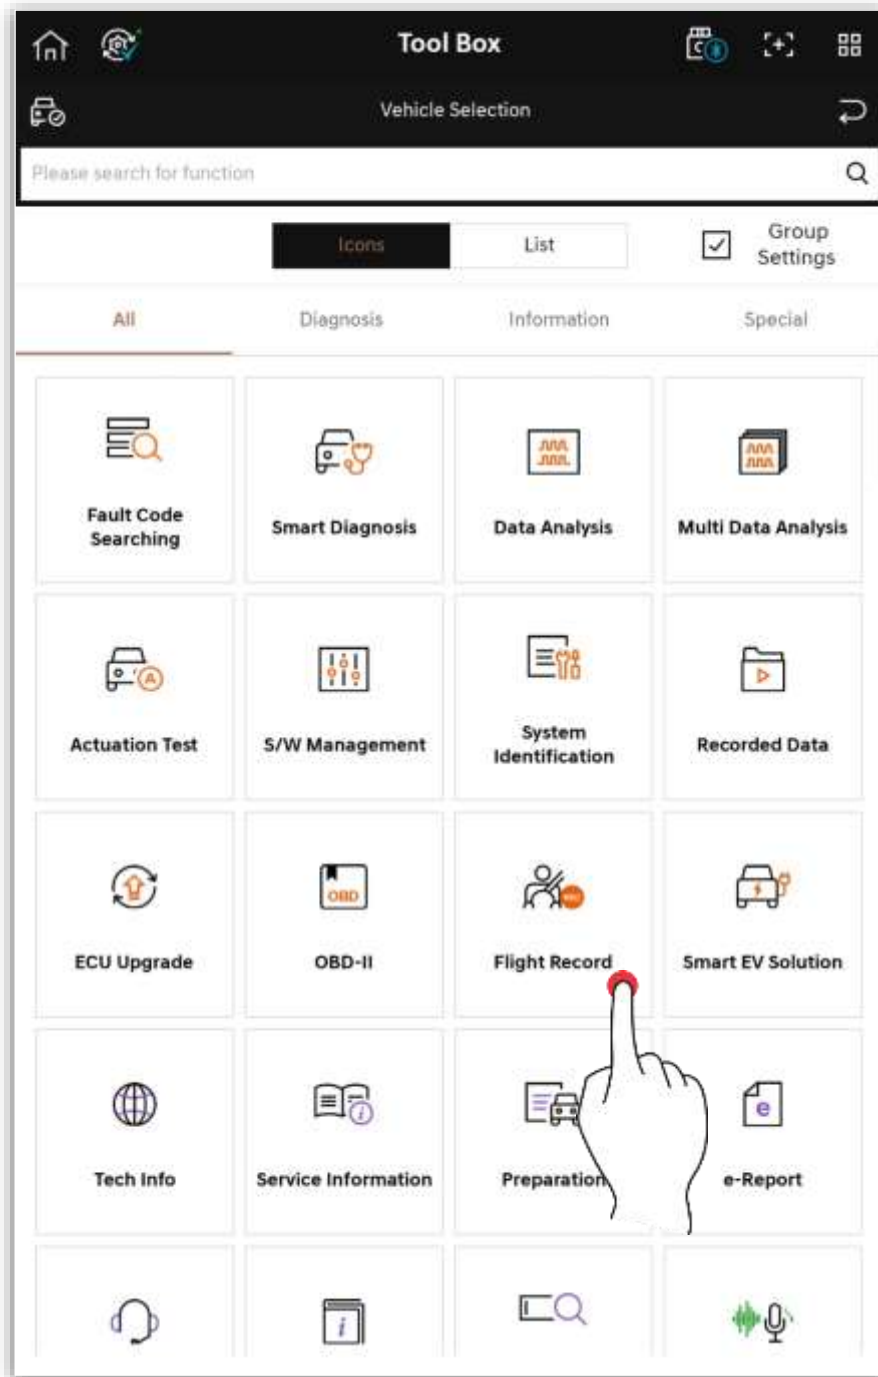 Tool Box
Vehicle Selection
Please search for function
Icons
List
Group
Settings
All
Diagnosis
Information
Special
Fault Code
Searching
Smart Diagnosis
Data Analysis
Multi Data Analysis
Actuation Test
S/W Management
System
Identification
Recorded Data
OBD
ECU Upgrade
OBD-II
Flight Record
Smart EV Solution
e
Tech Info
Service Information
Preparation
e-Report